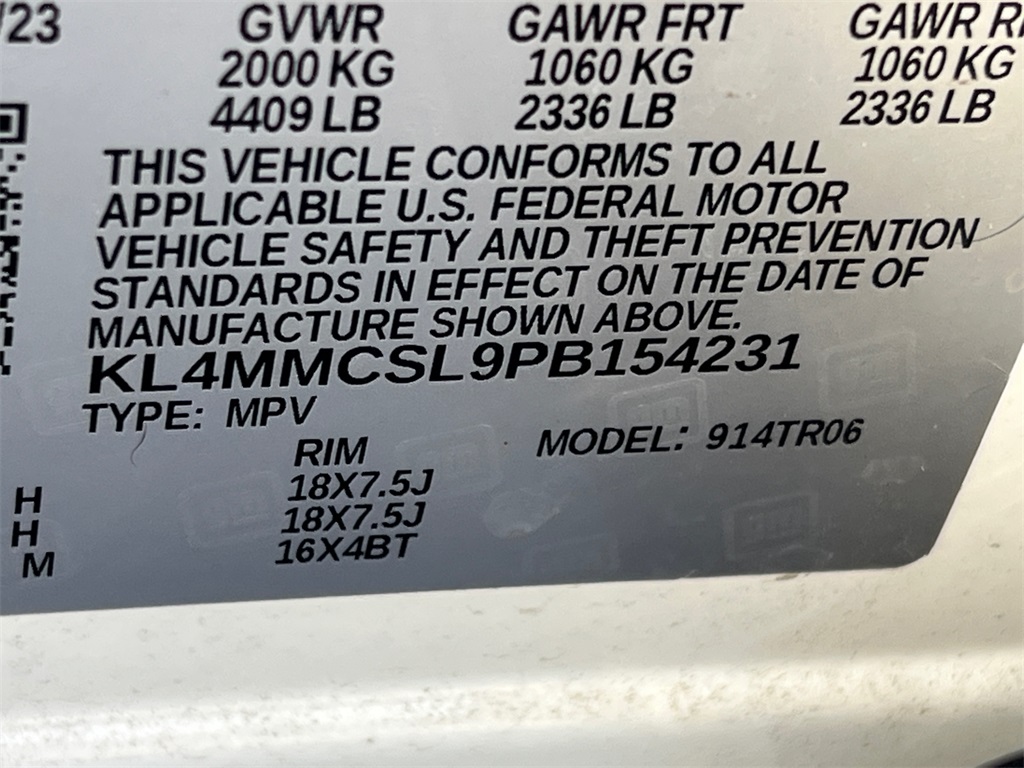 /23 GVWR GAWR FRT GAWR R
2000 KG 1060 KG 1060 KG
4409 LB 2336 LB 2336 LB
THIS VEHICLE CONFORMS TO ALL
APPLICABLE U.S. FEDERAL MOTOR
VEHICLE SAFETY AND THEFT PREVENTION
STANDARDS IN EFFECT ON THE DATE OF
MANUFACTURE SHOWN ABOVE.
KL4MMCSL9PB154231
TYPE: MPV
RIM MODEL: 914TR06
H 18X7.5J
H 18X7.5J
M 16X4BT